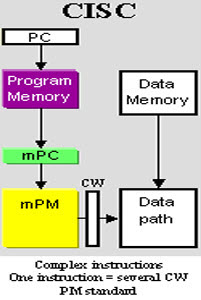 CISC
PC
Program
Memory
Data
Memory
mPC
mPM
CW
Data
path
Complex instructions
One instruction = several CW
PM standard